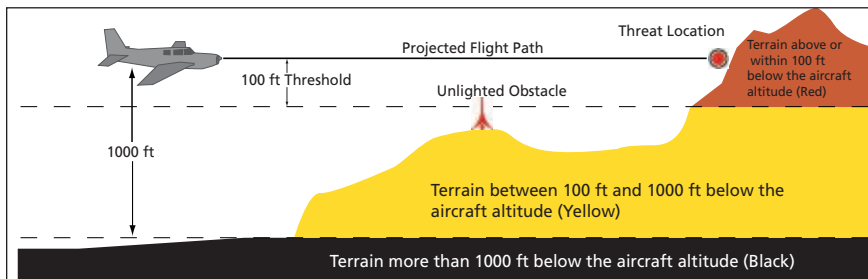 Threat Location
Projected Flight Path
Terrain above or
within 100 ft
below the aircraft
altitude (Red)
100 ft Threshold
Unlighted Obstacle
1000 ft
Terrain between 100 ft and 1000 ft below the
aircraft altitude (Yellow)
Terrain more than 1000 ft below the aircraft altitude (Black)